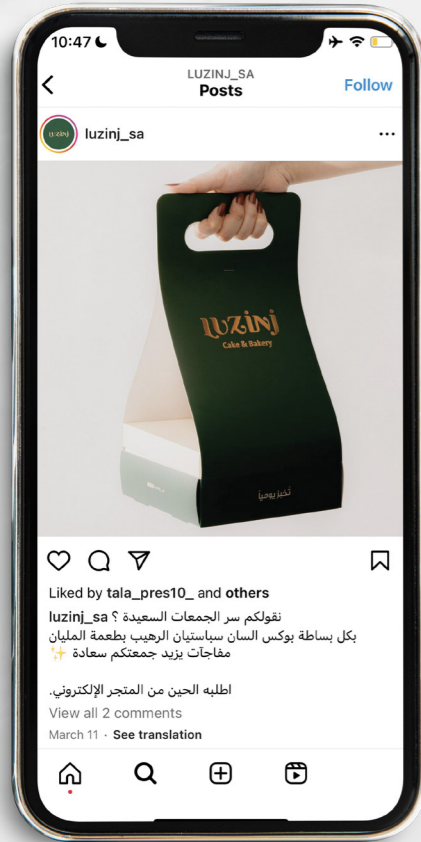 10:47
LUZINJ_SA
Posts
Follow
luzinj_sa
LUZINJ
Cake & Bakery
نخبز يومياً
Liked by tala_pres10_ and others
luzinj_sa نقولكم سر الجمعات السعيدة ؟
بكل بساطة بوكس السان سباستيان الرهيب بطعمة المليان
مفاجآت يزيد جمعتكم سعادة ✨
اطلبه الحين من المتجر الإلكتروني.
View all 2 comments
March 11 · See translation